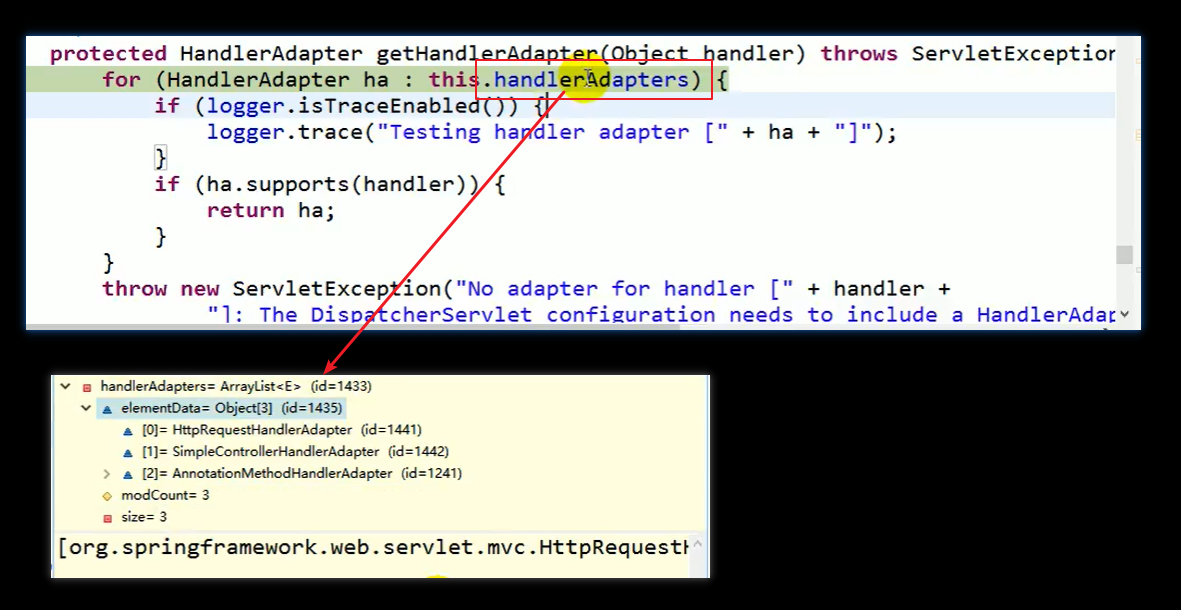 protected HandlerAdapter getHandlerAdapter(Object handler) throws ServletException
for (HandlerAdapter ha : this.handlerAdapters) {
if (logger.isTraceEnabled()) {
logger.trace("Testing handler adapter [" + ha + "]");
}
if (ha.supports(handler)) {
return ha;
}
}
throw new ServletException("No adapter for handler [" + handler +
"]: The DispatcherServlet configuration needs to include a HandlerAdap
handlerAdapters= ArrayList<E> (id=1433)
elementData= Object[3] (id=1435)
[0]= HttpRequestHandlerAdapter (id=1441)
[1]= SimpleControllerHandlerAdapter (id=1442)
[2]= AnnotationMethodHandlerAdapter (id=1241)
modCount= 3
size= 3
[org.springframework.web.servlet.mvc.HttpRequestH